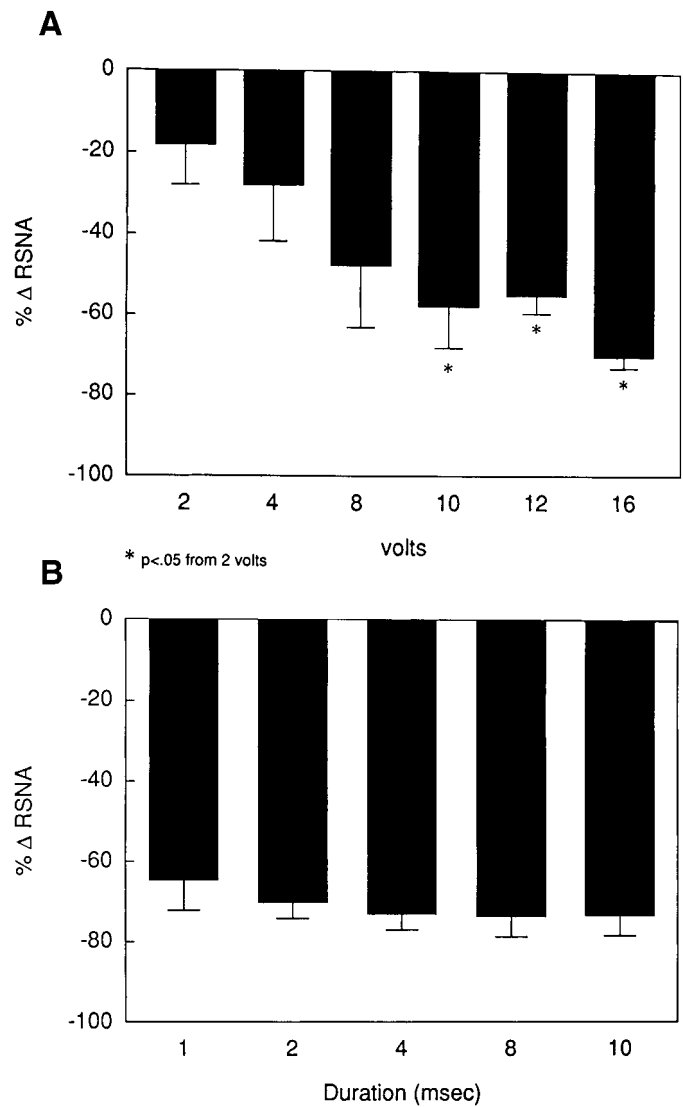 A
0
-20
-40
-60
-80
-100
% Δ RSNA
*
*
*
2 4 8 10 12 16
volts
* p<.05 from 2 volts
B
0
-20
-40
-60
-80
-100
% Δ RSNA
1 2 4 8 10
Duration (msec)